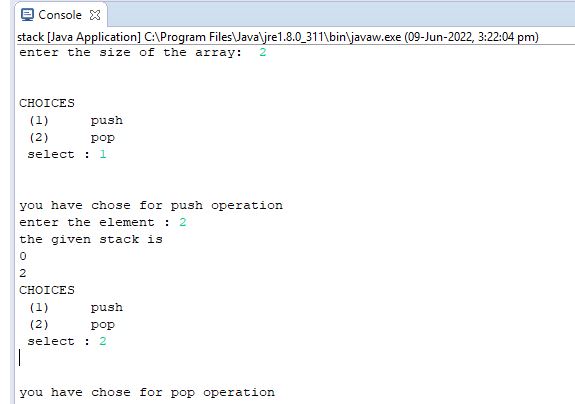 Console
stack [Java Application] C:\Program Files\Java\jre1.8.0_311\bin\javaw.exe (09-Jun-2022, 3:22:04 pm)
enter the size of the array: 2
CHOICES
(1) push
(2) pop
select : 1
you have chose for push operation
enter the element : 2
the given stack is
0
2
CHOICES
(1) push
(2) pop
select : 2
you have chose for pop operation